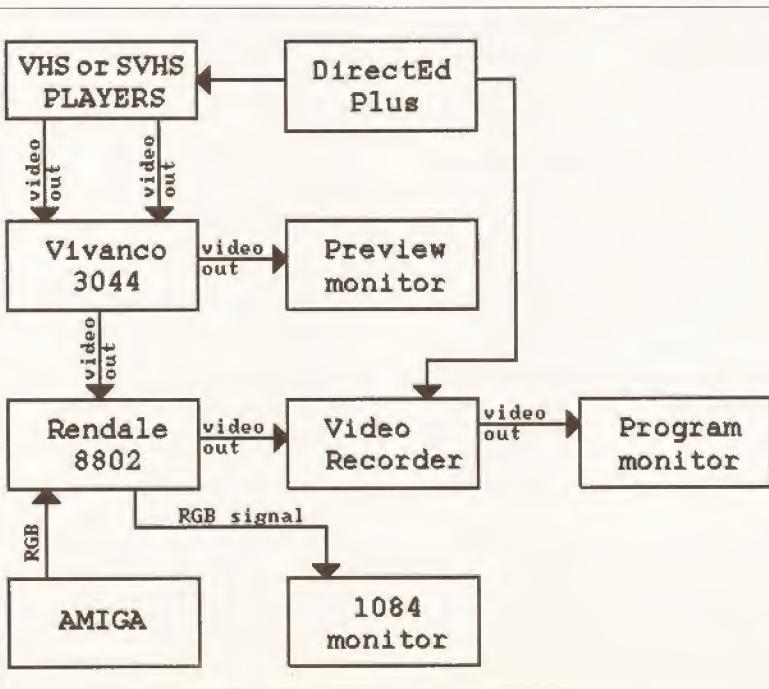 VHS or SVHS
PLAYERS
DirectEd
Plus
video
out
video
out
Vivanco
3044
video
out
Preview
monitor
video
out
Rendale
8802
video
out
Video
Recorder
video
out
Program
monitor
RGB
RGB signal
AMIGA
1084
monitor